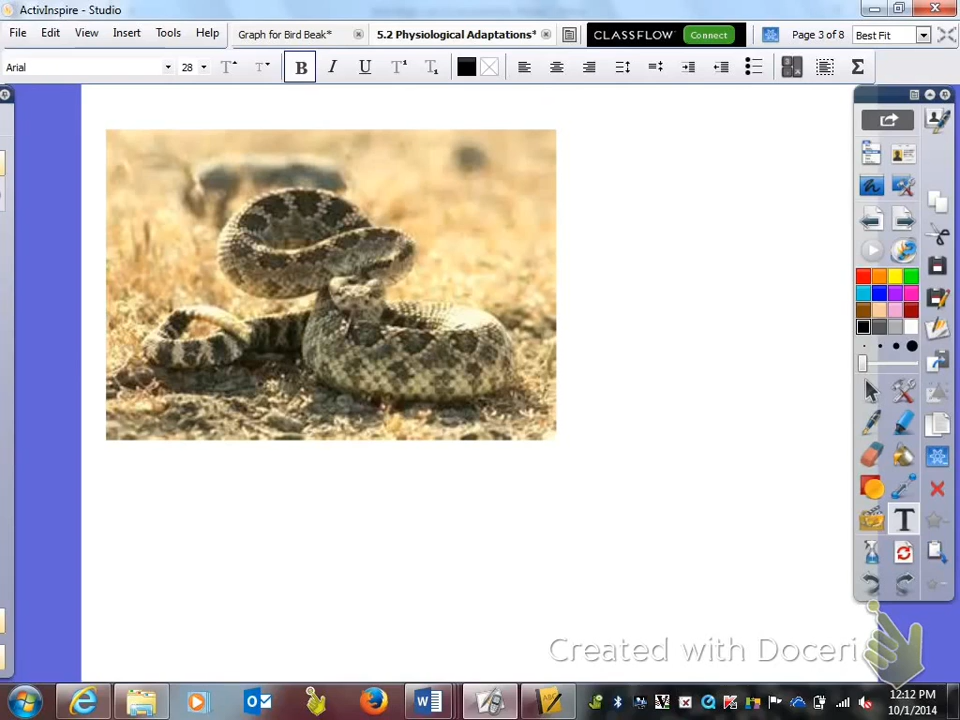 ActivInspire - Studio
File Edit View Insert Tools Help
Graph for Bird Beak*
5.2 Physiological Adaptations*
CLASSFLOW Connect
Page 3 of 8
Best Fit
Arial 28 B I U T T
T
Created with Doceri
12:12 PM
10/1/2014